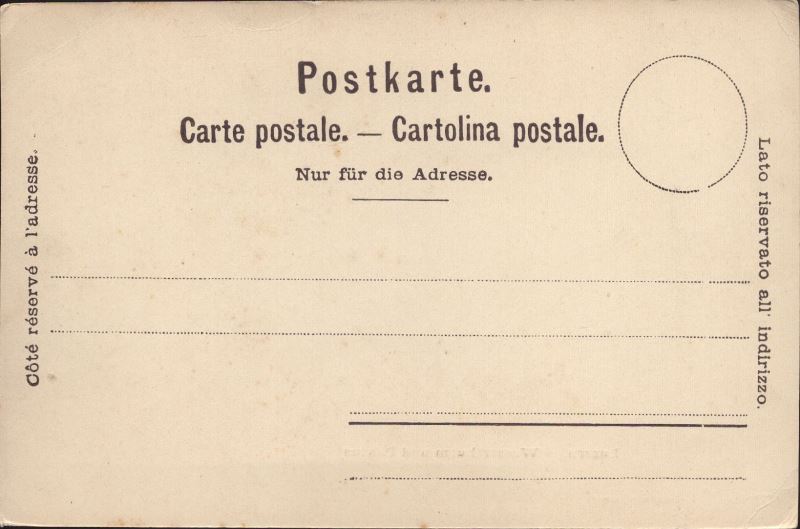 Postkarte.
Carte postale. — Cartolina postale.
Nur für die Adresse.
Côté réservé à l'adresse.
Lato riservato all' indirizzo.